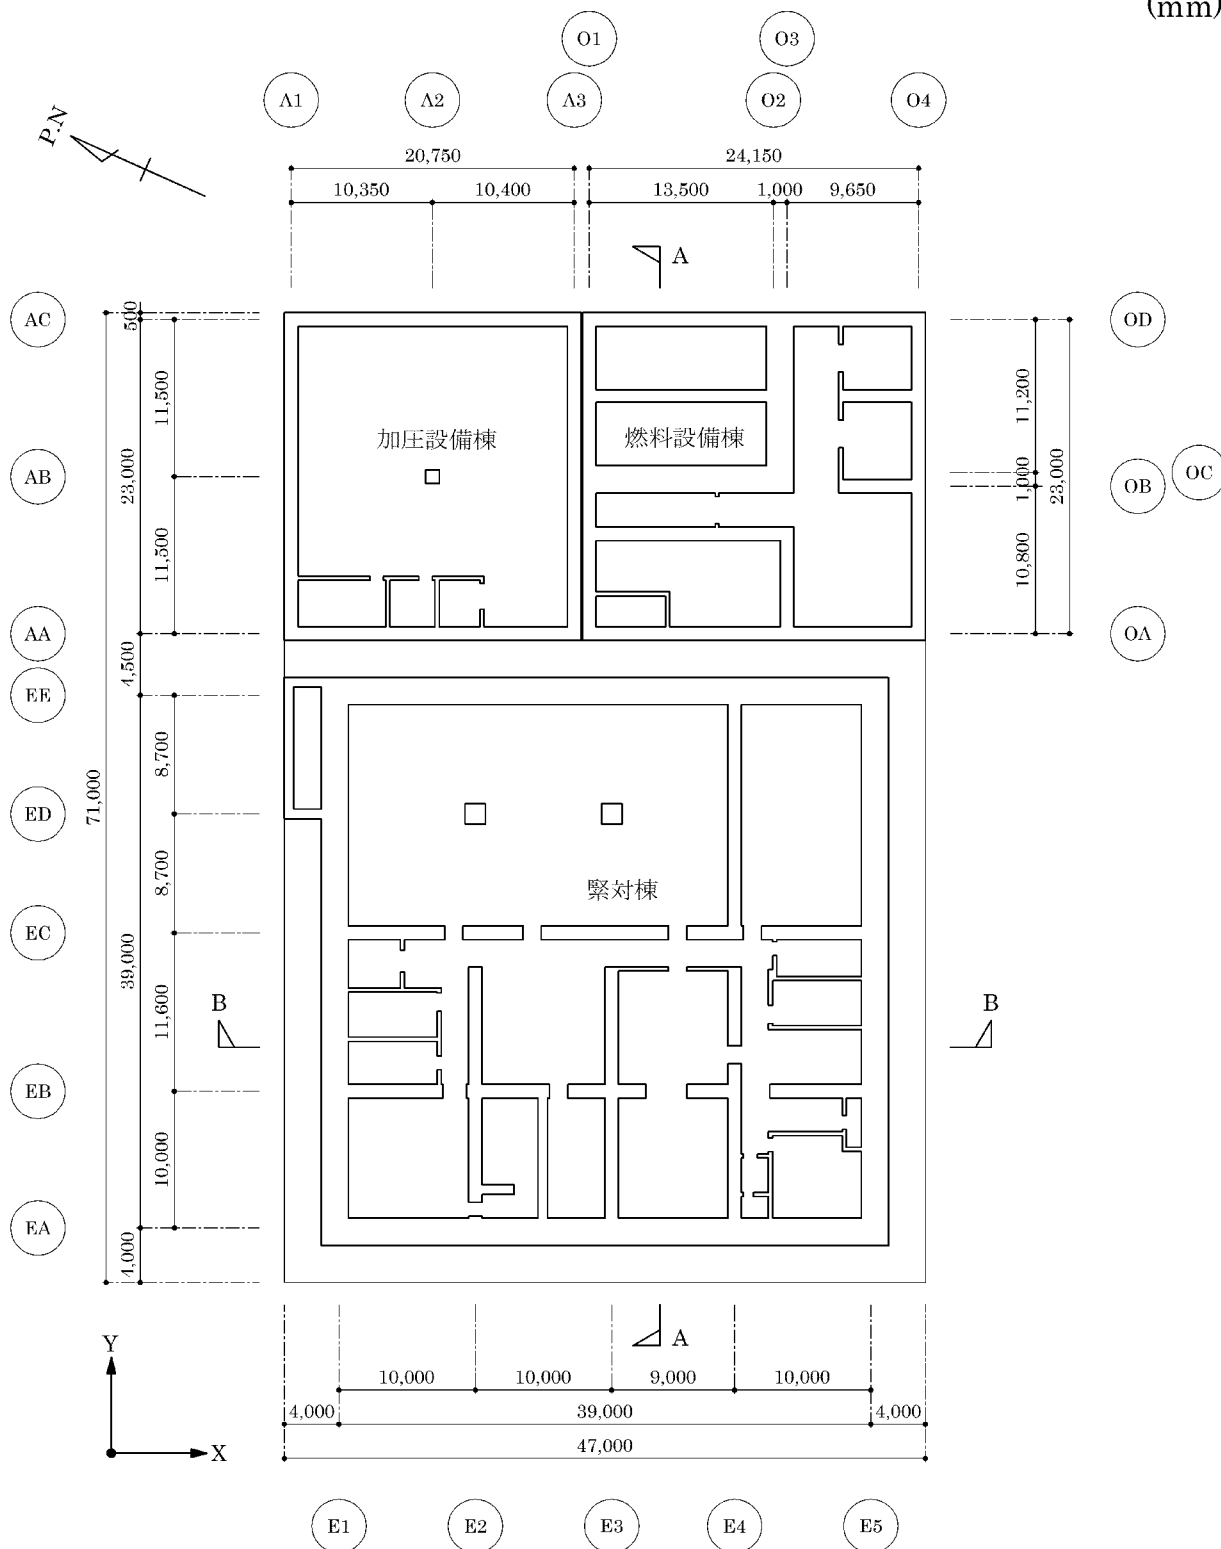 (mm)
O1 O3
A1 A2 A3 O2 O4
P.N
20,750 24,150
10,350 10,400 13,500 1,000 9,650
A
AC 500 OD
11,500 11,200
加圧設備棟 燃料設備棟
AB 23,000 1,000 23,000 OB OC
11,500 10,800
AA OA
4,500
EE
8,700
ED
71,000
8,700
緊対棟
EC
39,000
B 11,600 B
EB
10,000
EA
4,000
Y A
10,000 10,000 9,000 10,000
4,000 39,000 4,000
X 47,000
E1 E2 E3 E4 E5